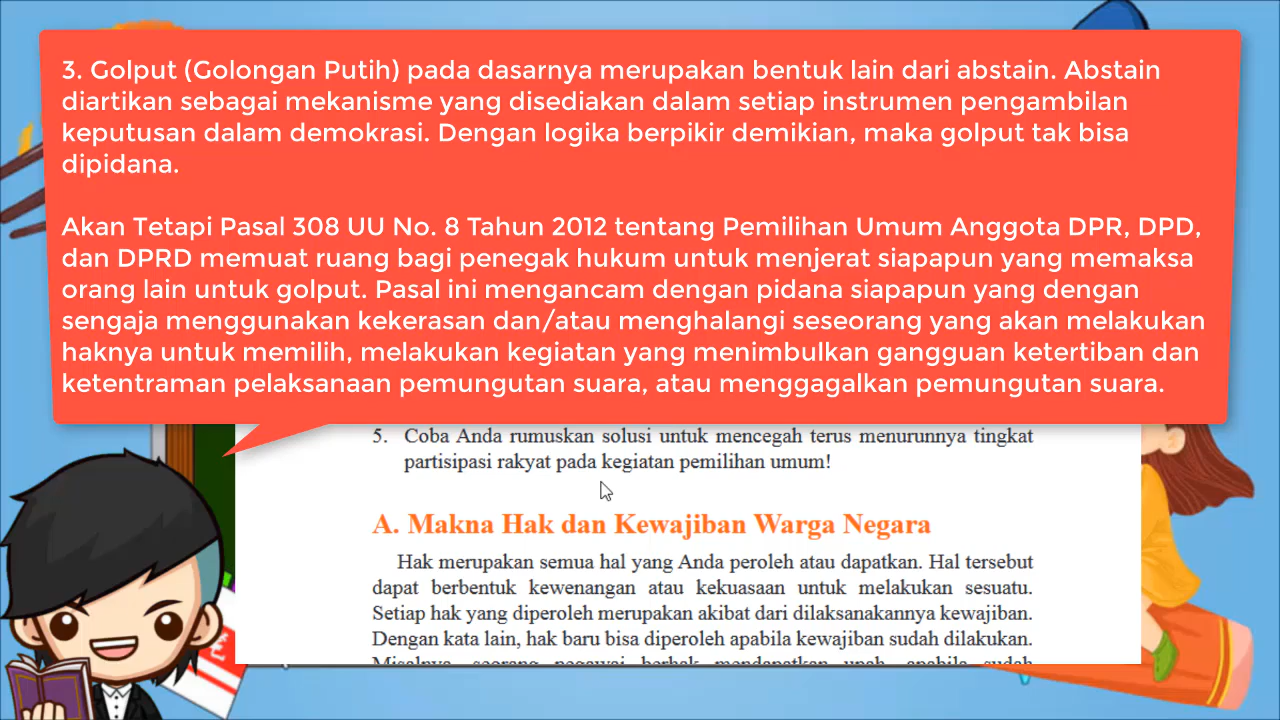 3. Golput (Golongan Putih) pada dasarnya merupakan bentuk lain dari abstain. Abstain
diartikan sebagai mekanisme yang disediakan dalam setiap instrumen pengambilan
keputusan dalam demokrasi. Dengan logika berpikir demikian, maka golput tak bisa
dipidana.
Akan Tetapi Pasal 308 UU No. 8 Tahun 2012 tentang Pemilihan Umum Anggota DPR, DPD,
dan DPRD memuat ruang bagi penegak hukum untuk menjerat siapapun yang memaksa
orang lain untuk golput. Pasal ini mengancam dengan pidana siapapun yang dengan
sengaja menggunakan kekerasan dan/atau menghalangi seseorang yang akan melakukan
haknya untuk memilih, melakukan kegiatan yang menimbulkan gangguan ketertiban dan
ketentraman pelaksanaan pemungutan suara, atau menggagalkan pemungutan suara.
5. Coba Anda rumuskan solusi untuk mencegah terus menurunnya tingkat
partisipasi rakyat pada kegiatan pemilihan umum!
A. Makna Hak dan Kewajiban Warga Negara
Hak merupakan semua hal yang Anda peroleh atau dapatkan. Hal tersebut
dapat berbentuk kewenangan atau kekuasaan untuk melakukan sesuatu.
Setiap hak yang diperoleh merupakan akibat dari dilaksanakannya kewajiban.
Dengan kata lain, hak baru bisa diperoleh apabila kewajiban sudah dilakukan.
Misalnya, seorang pegawai berhak mendapatkan upah, apabila sudah